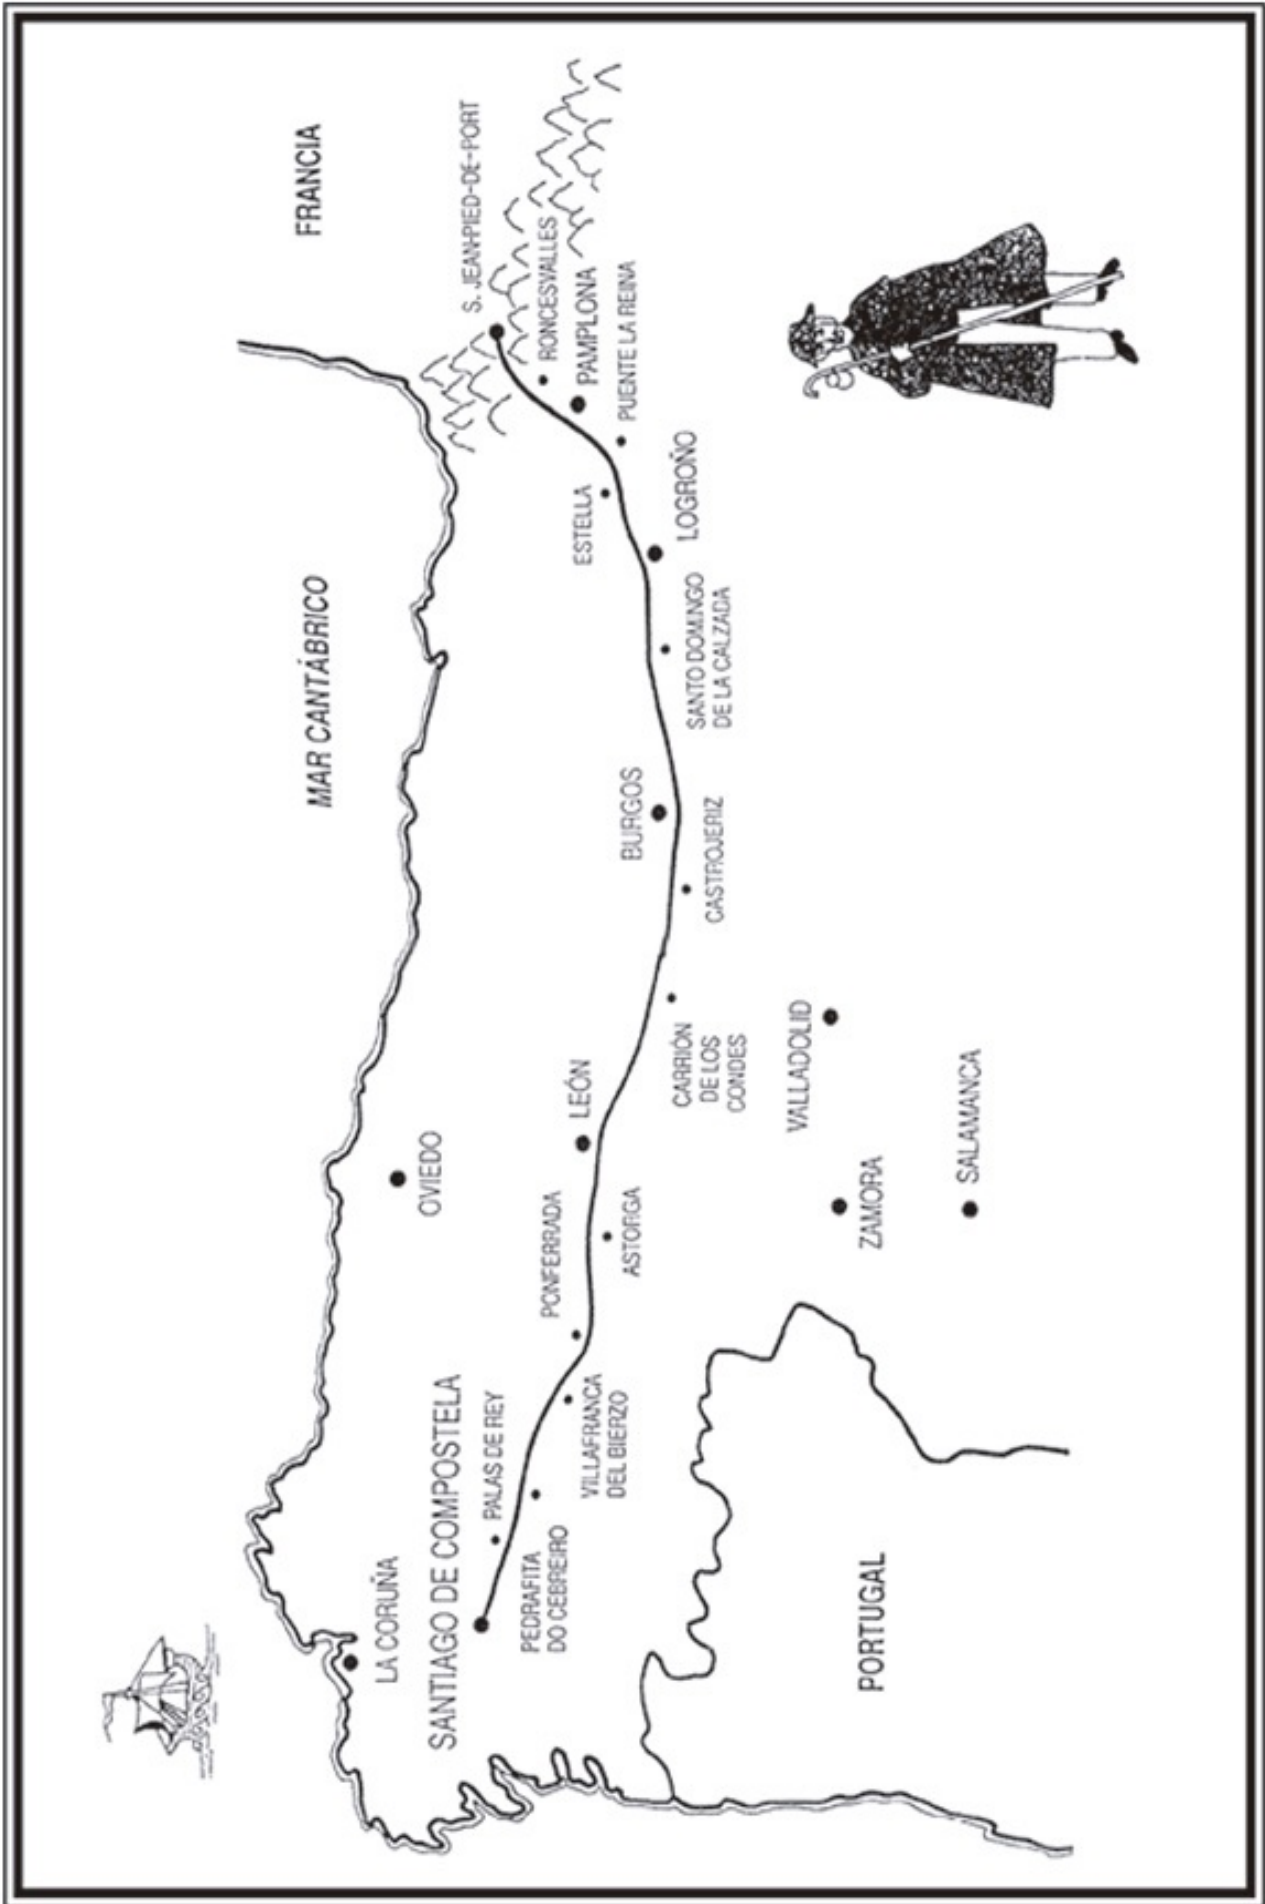 FRANCIA
MAR CANTÁBRICO
S. JEAN-PIED-DE-PORT
RONCESVALLES
PAMPLONA
PUENTE LA REINA
ESTELLA
LOGROÑO
SANTO DOMINGO
DE LA CALZADA
BURGOS
CASTROJERIZ
CARRIÓN
DE LOS
CONDES
LEÓN
OVIEDO
ASTORGA
PONFERRADA
VILLAFRANCA
DEL BIERZO
PALAS DE REY
PEDRAFITA
DO CEBREIRO
SANTIAGO DE COMPOSTELA
LA CORUÑA
VALLADOLID
ZAMORA
SALAMANCA
PORTUGAL